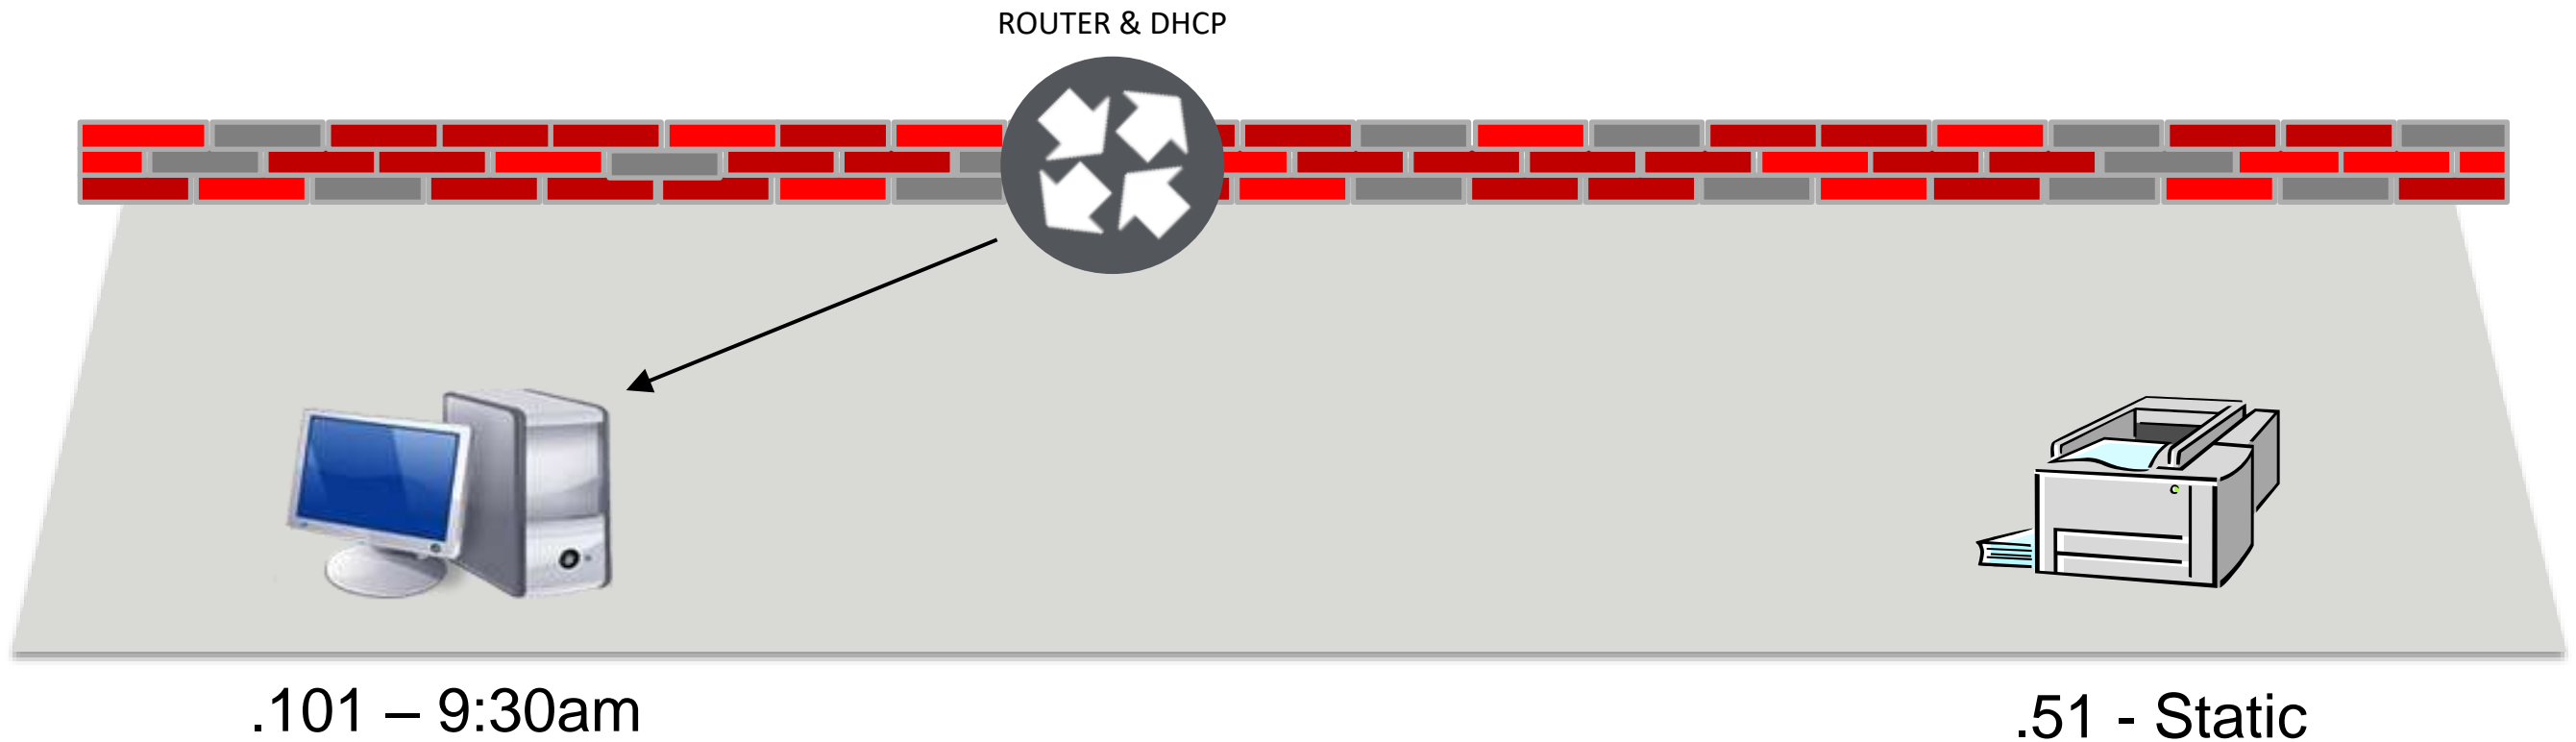 ROUTER & DHCP
.101 – 9:30am
.51 - Static